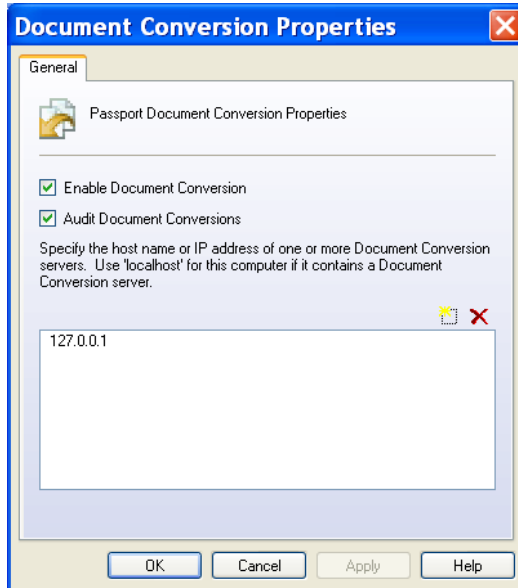 Document Conversion Properties
General
Passport Document Conversion Properties
Enable Document Conversion
Audit Document Conversions
Specify the host name or IP address of one or more Document Conversion
servers. Use 'localhost' for this computer if it contains a Document
Conversion server.
127.0.0.1
OK Cancel Apply Help